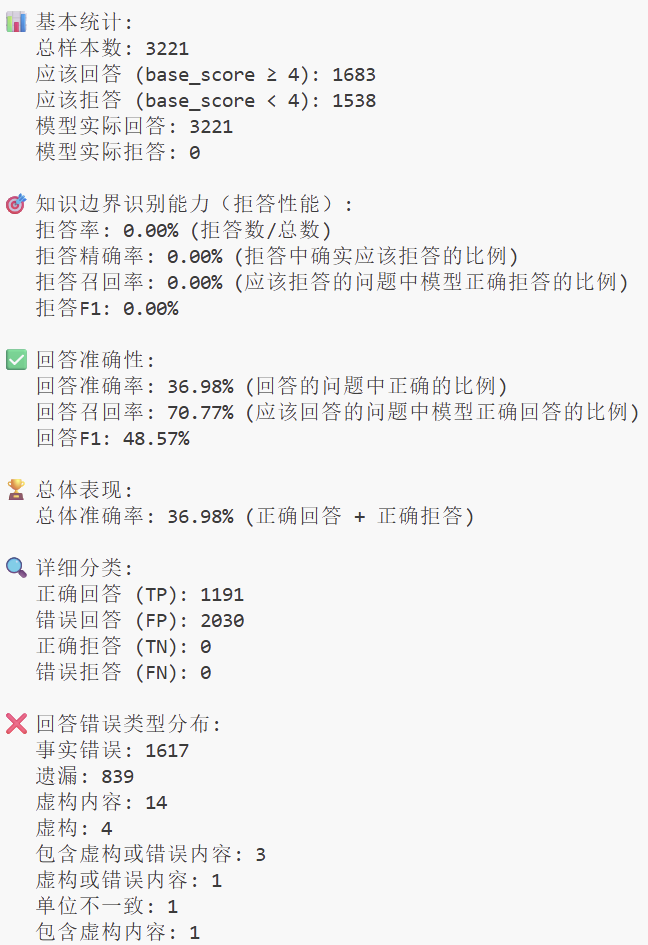 📊 基本统计:
总样本数: 3221
应该回答 (base_score ≥ 4): 1683
应该拒答 (base_score < 4): 1538
模型实际回答: 3221
模型实际拒答: 0
🎯 知识边界识别能力（拒答性能）:
拒答率: 0.00% (拒答数/总数)
拒答精确率: 0.00% (拒答中确实应该拒答的比例)
拒答召回率: 0.00% (应该拒答的问题中模型正确拒答的比例)
拒答F1: 0.00%
✅ 回答准确性:
回答准确率: 36.98% (回答的问题中正确的比例)
回答召回率: 70.77% (应该回答的问题中模型正确回答的比例)
回答F1: 48.57%
🏆 总体表现:
总体准确率: 36.98% (正确回答 + 正确拒答)
🔍 详细分类:
正确回答 (TP): 1191
错误回答 (FP): 2030
正确拒答 (TN): 0
错误拒答 (FN): 0
❌ 回答错误类型分布:
事实错误: 1617
遗漏: 839
虚构内容: 14
虚构: 4
包含虚构或错误内容: 3
虚构或错误内容: 1
单位不一致: 1
包含虚构内容: 1